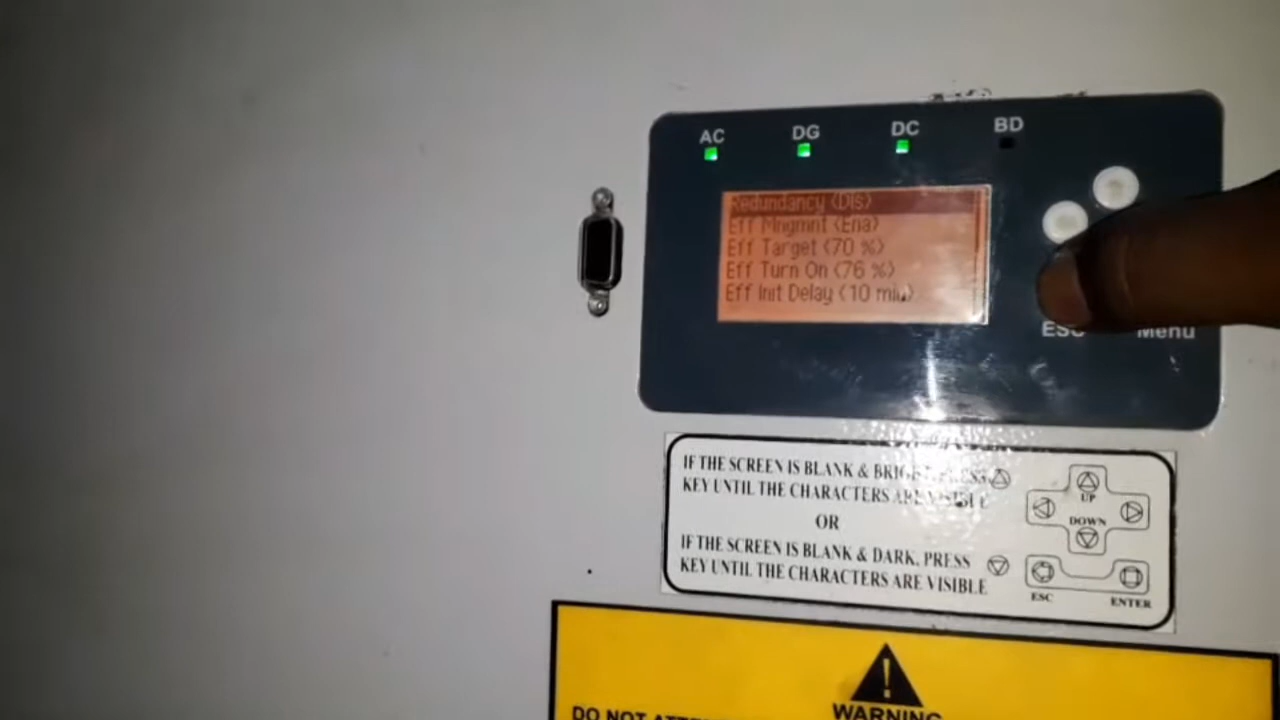 AC DG DC BD
Redundancy (Dis)
Eff Mngmnt (Ena)
Eff Target (70 %)
Eff Turn On (76 %)
Eff Init Delay (10 min)
ESC Menu
IF THE SCREEN IS BLANK & BRIGHT, PRESS
KEY UNTIL THE CHARACTERS ARE VISIBLE
OR
IF THE SCREEN IS BLANK & DARK, PRESS
KEY UNTIL THE CHARACTERS ARE VISIBLE
UP
DOWN
ESC ENTER
WARNING
DO NOT